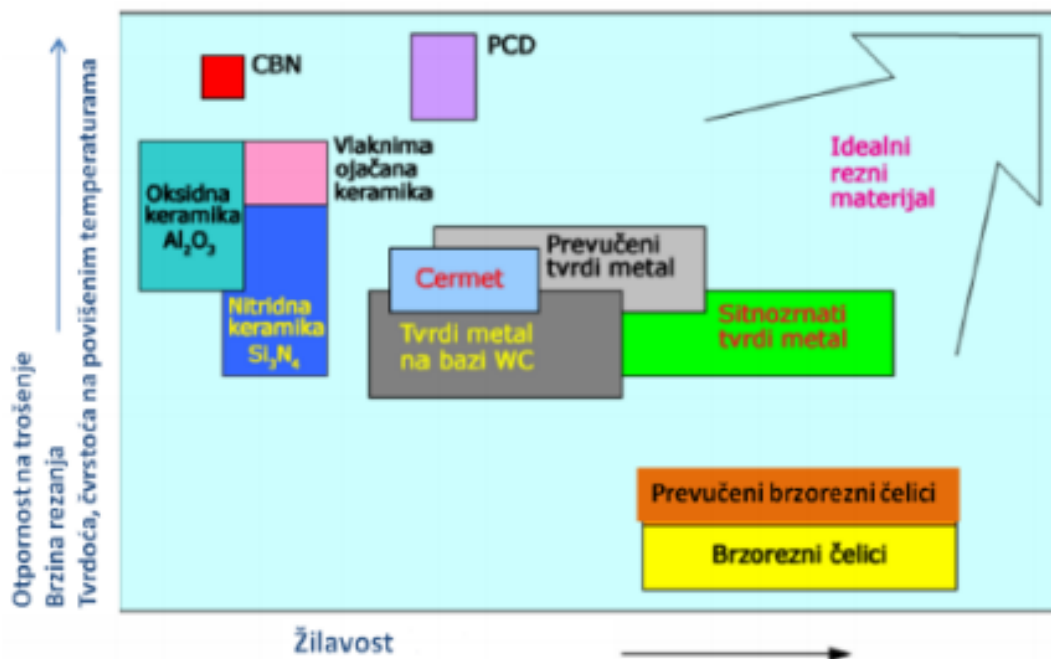 Otpornost na trošenje
Brzina rezanja
Tvrdoća, čvrstoća na povišenim temperaturama
CBN
PCD
Vlaknima
ojačana
keramika
Oksidna
keramika
Al₂O₃
Idealni
rezni
materijal
Prevučeni
tvrdi metal
Cermet
Nitridna
keramika
Si₃N₄
Tvrdi metal
na bazi WC
Sitnozrnati
tvrdi metal
Prevučeni brzorezni čelici
Brzorezni čelici
Žilavost